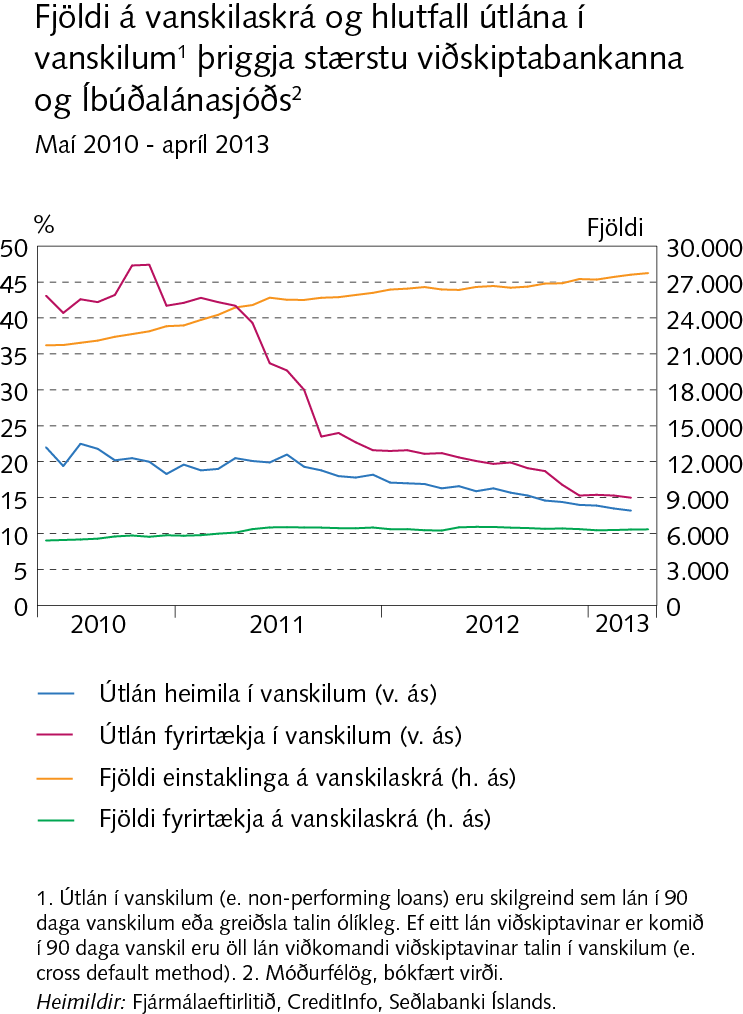 Fjöldi á vanskilaskrá og hlutfall útlána í
vanskilum¹ þriggja stærstu viðskiptabankanna
og Íbúðalánasjóðs²
Maí 2010 - apríl 2013
% Fjöldi
50 30.000
45 27.000
40 24.000
35 21.000
30 18.000
25 15.000
20 12.000
15 9.000
10 6.000
5 3.000
0 0
2010 2011 2012 2013
Útlán heimila í vanskilum (v. ás)
Útlán fyrirtækja í vanskilum (v. ás)
Fjöldi einstaklinga á vanskilaskrá (h. ás)
Fjöldi fyrirtækja á vanskilaskrá (h. ás)
1. Útlán í vanskilum (e. non-performing loans) eru skilgreind sem lán í 90
daga vanskilum eða greiðsla talin ólíkleg. Ef eitt lán viðskiptavinar er komið
í 90 daga vanskil eru öll lán viðkomandi viðskiptavinar talin í vanskilum (e.
cross default method). 2. Móðurfélög, bókfært virði.
Heimildir: Fjármálaeftirlitið, CreditInfo, Seðlabanki Íslands.